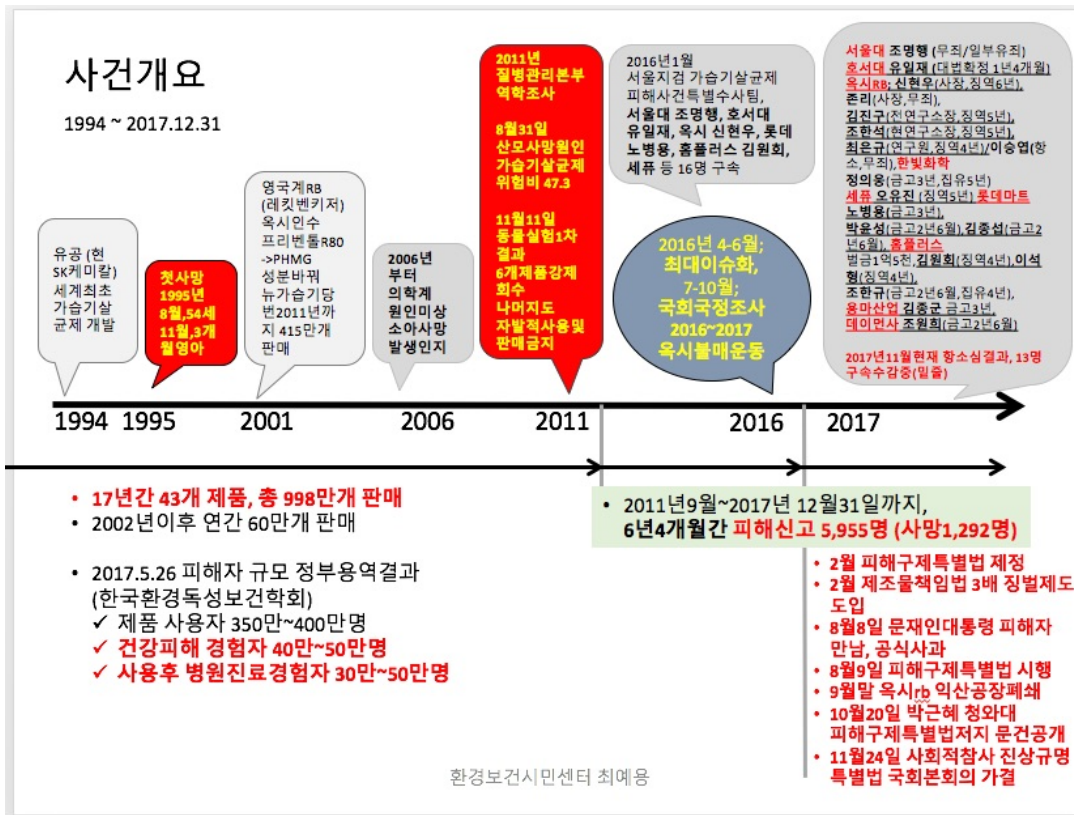 사건개요
1994 ~ 2017.12.31
유공 (현
SK케미칼)
세계최초
가습기살
균제 개발
첫사망
1995년
8월,54세
11월,3개
월영아
영국계RB
(레킷벤키저)
옥시인수
프리벤톨R80
->PHMG
성분바꿔
뉴가습기당
번2011년까
지 415만개
판매
2006년
부터
의학계
원인미상
소아사망
발생인지
2011년
질병관리본부
역학조사
8월31일
산모사망원인
가습기살균제
위험비 47.3
11월11일
동물실험1차
결과
6개제품강제
회수
나머지도
자발적사용및
판매금지
2016년1월
서울지검 가습기살균제
피해사건특별수사팀,
서울대 조명행, 호서대
유일재, 옥시 신현우, 롯데
노병용, 홈플러스 김원회,
세퓨 등 16명 구속
2016년 4-6월;
최대이슈화,
7-10월;
국회국정조사
2016~2017
옥시불매운동
서울대 조명행 (무죄/일부유죄)
호서대 유일재 (대법확정 1년4개월)
옥시RB; 신현우(사장,징역6년),
존리(사장,무죄),
김진구(전연구소장,징역5년),
조한석(현연구소장,징역5년),
최은규(연구원,징역4년)/이승엽(항
소,무죄),한빛화학
정의웅(금고3년,집유5년)
세퓨 오유진 (징역5년) 롯데마트
노병용(금고3년),
박윤성(금고2년6월),김종섭(금고2
년6월),홈플러스
벌금1억5천,김원회(징역4년),이석
형(징역4년),
조한규(금고2년6월,집유4년),
용마산업 김종군 금고3년,
데이먼사 조원희(금고2년6월)
2017년11월현재 항소심결과, 13명
구속수감중(밑줄)
1994 1995 2001 2006 2011 2016 2017
• 17년간 43개 제품, 총 998만개 판매
• 2002년이후 연간 60만개 판매
• 2017.5.26 피해자 규모 정부용역결과
(한국환경독성보건학회)
✓ 제품 사용자 350만~400만명
✓ 건강피해 경험자 40만~50만명
✓ 사용후 병원진료경험자 30만~50만명
• 2011년9월~2017년 12월31일까지,
6년4개월간 피해신고 5,955명 (사망1,292명)
• 2월 피해구제특별법 제정
• 2월 제조물책임법 3배 징벌제도
도입
• 8월8일 문재인대통령 피해자
만남, 공식사과
• 8월9일 피해구제특별법 시행
• 9월말 옥시rb 익산공장폐쇄
• 10월20일 박근혜 청와대
피해구제특별법저지 문건공개
• 11월24일 사회적참사 진상규명
특별법 국회본회의 가결
환경보건시민센터 최예용